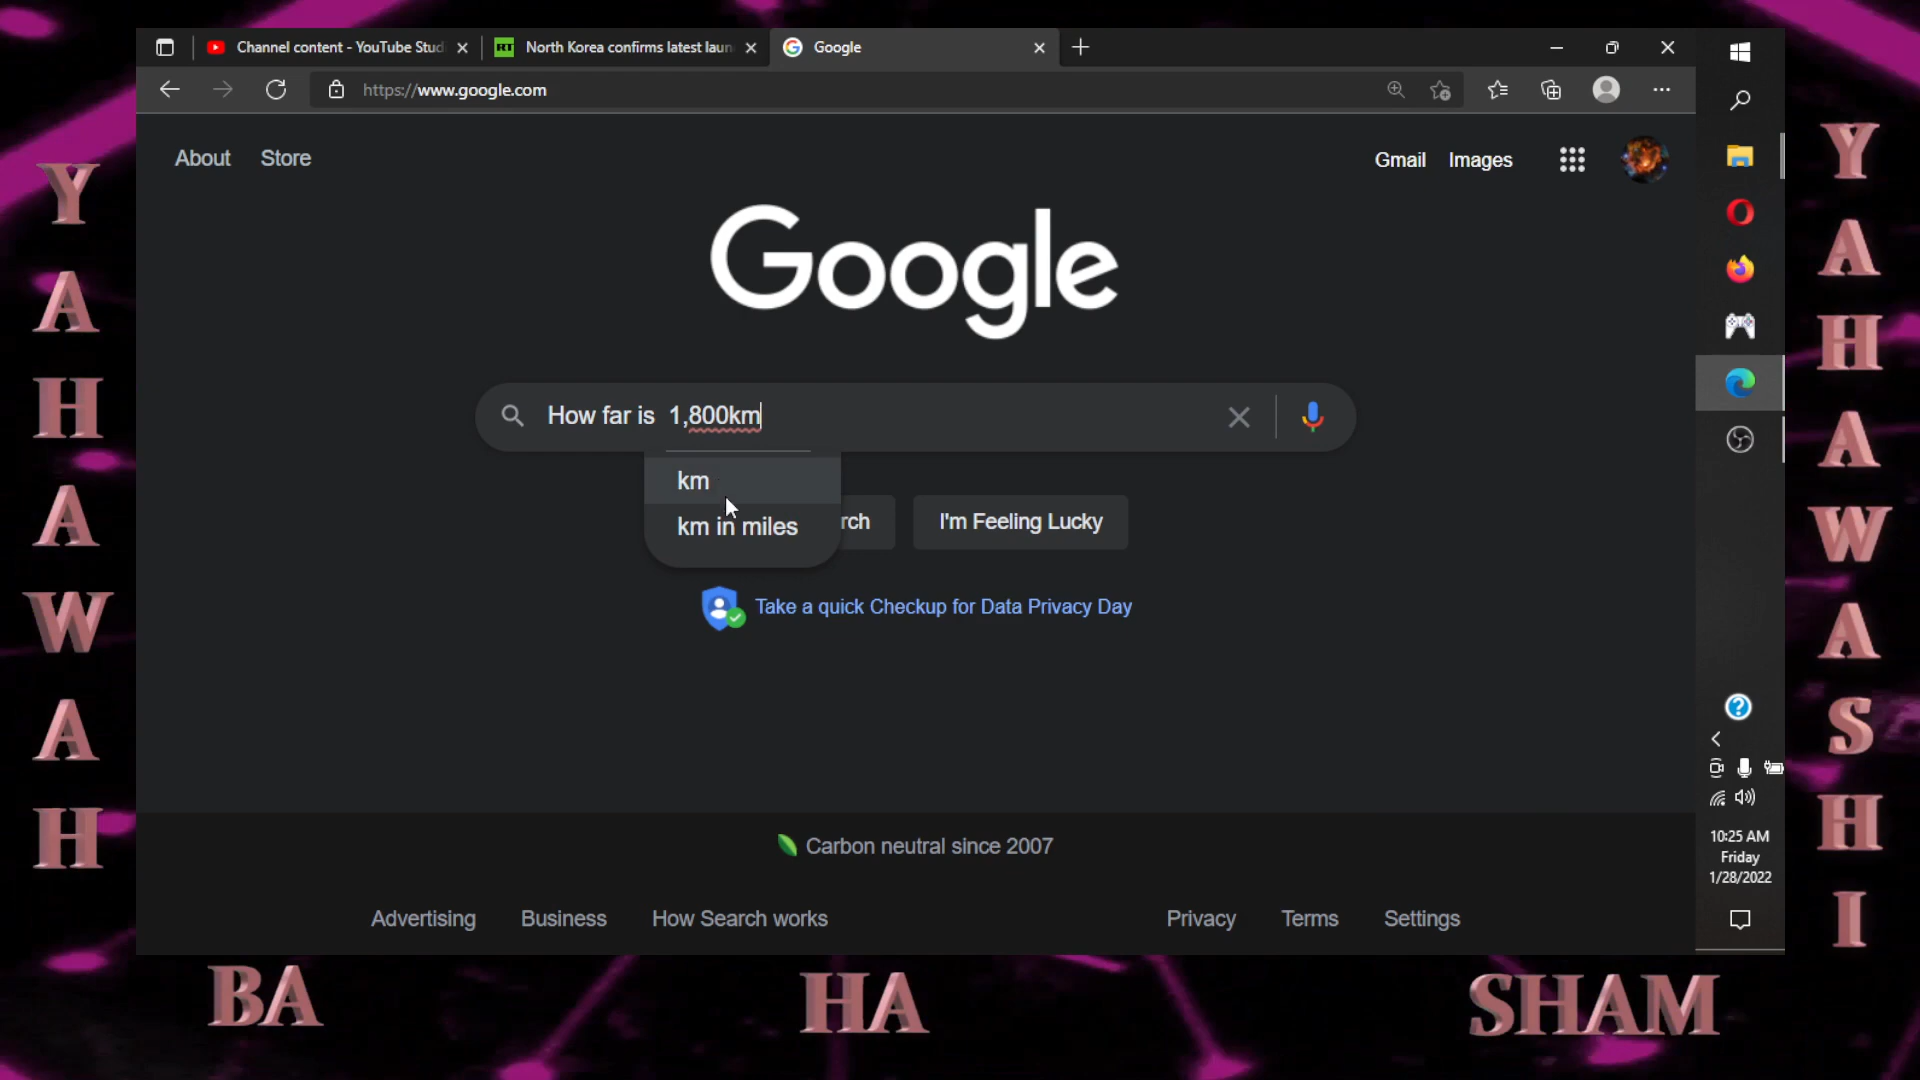 Channel content - YouTube Stud
North Korea confirms latest laun
Google
https://www.google.com
About Store
Gmail Images
Google
How far is 1,800km
km
km in miles
rch
I'm Feeling Lucky
Take a quick Checkup for Data Privacy Day
Carbon neutral since 2007
Advertising Business How Search works
Privacy Terms Settings
10:25 AM
Friday
1/28/2022
YAHAWAH
YAHAWASHI
BA HA SHAM
RT